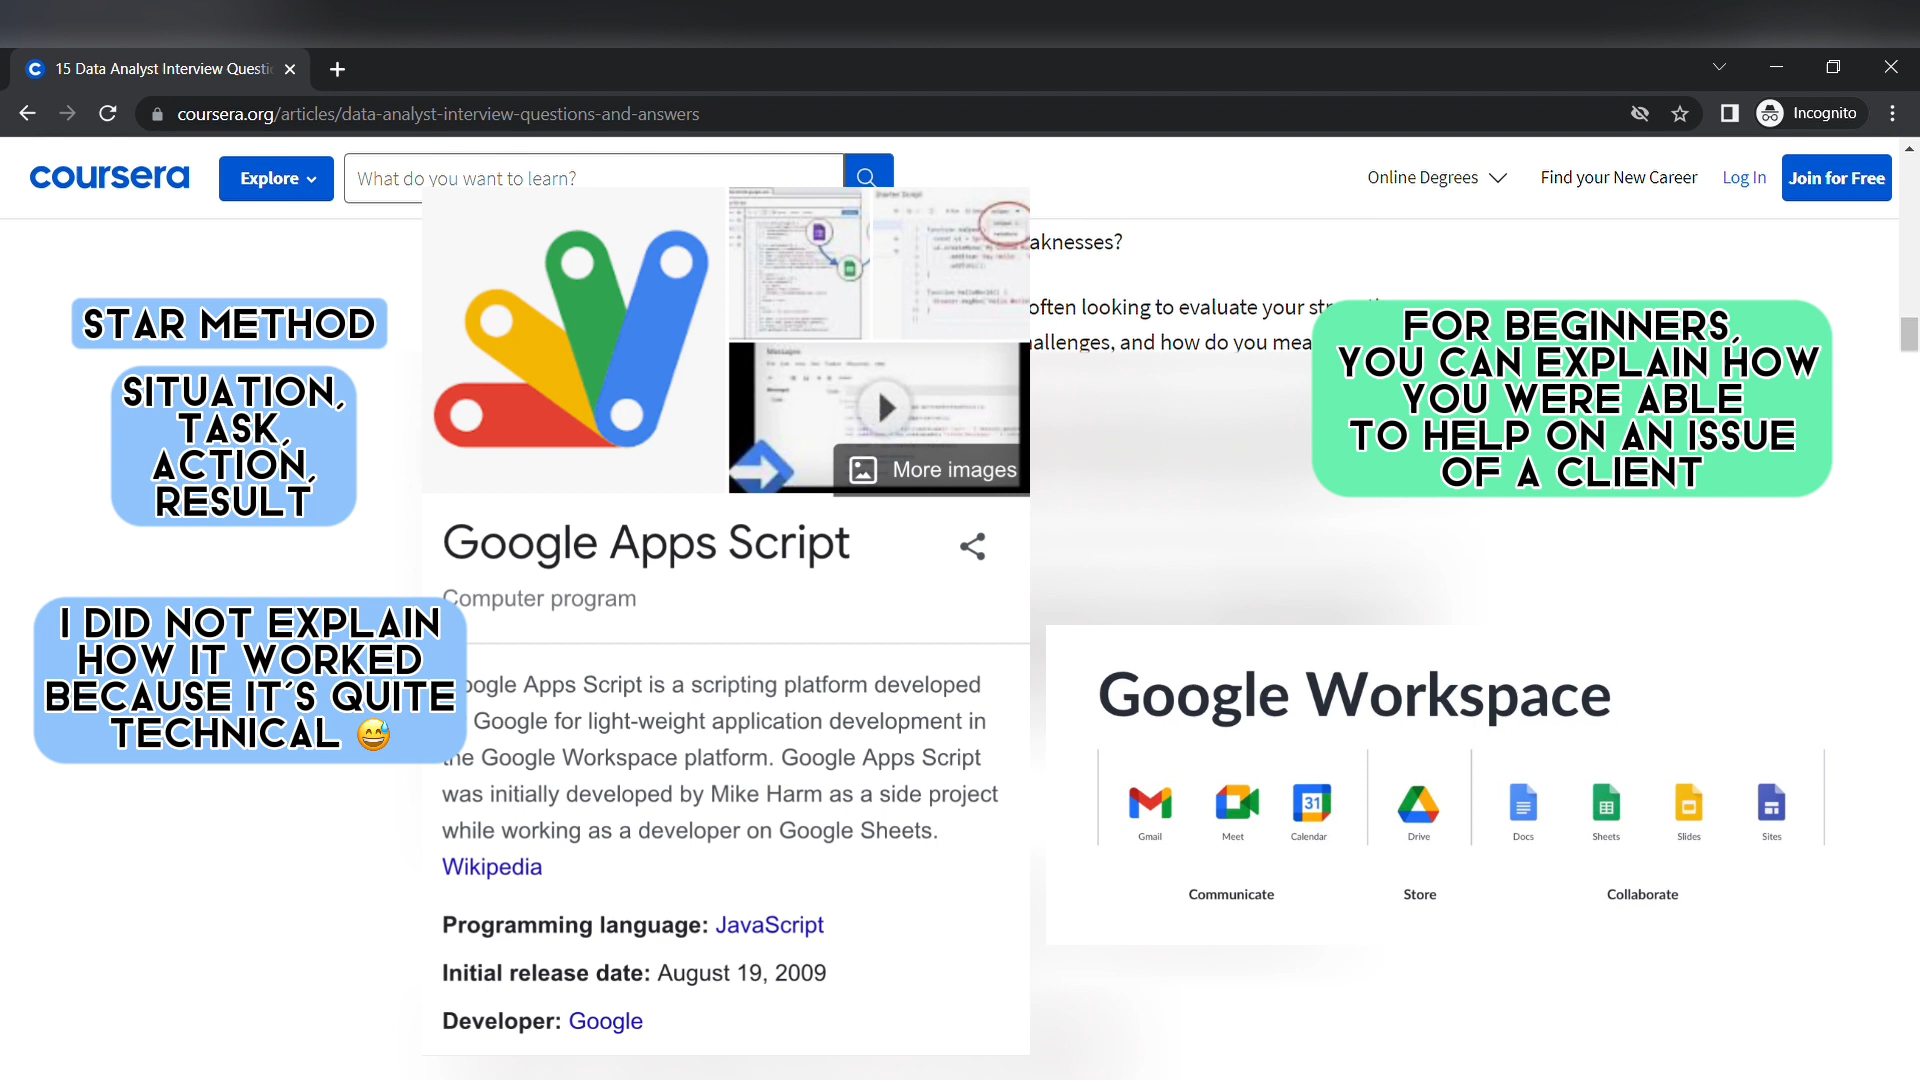 15 Data Analyst Interview Questi
coursera.org/articles/data-analyst-interview-questions-and-answers
Incognito
coursera
Explore
What do you want to learn?
Online Degrees
Find your New Career
Log In
Join for Free
aknesses?
often looking to evaluate your
allenges, and how do you mea
STAR METHOD
SITUATION,
TASK,
ACTION,
RESULT
FOR BEGINNERS,
YOU CAN EXPLAIN HOW
YOU WERE ABLE
TO HELP ON AN ISSUE
OF A CLIENT
More images
Google Apps Script
Computer program
I DID NOT EXPLAIN
HOW IT WORKED
BECAUSE IT'S QUITE
TECHNICAL 😅
oogle Apps Script is a scripting platform developed
Google for light-weight application development in
the Google Workspace platform. Google Apps Script
was initially developed by Mike Harm as a side project
while working as a developer on Google Sheets.
Wikipedia
Programming language: JavaScript
Initial release date: August 19, 2009
Developer: Google
Google Workspace
31
Gmail
Meet
Calendar
Drive
Docs
Sheets
Slides
Sites
Communicate
Store
Collaborate